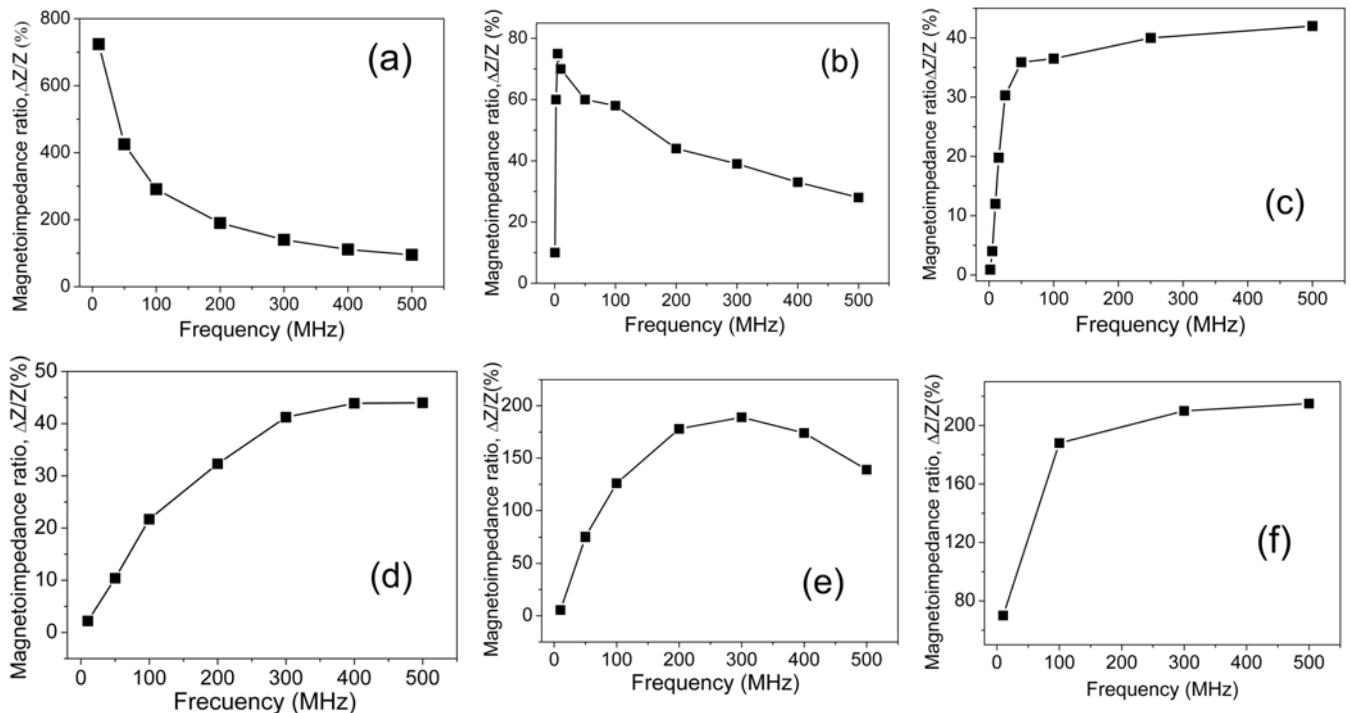 Magnetoimpedance ratio,ΔZ/Z (%)
800
600
400
200
0
(a)
0 100 200 300 400 500
Frequency (MHz)
Magnetoimpedance ratio,ΔZ/Z (%)
80
60
40
20
0
(b)
0 100 200 300 400 500
Frequency (MHz)
Magnetoimpedance ratioΔZ/Z (%)
40
30
20
10
0
(c)
0 100 200 300 400 500
Frequency (MHz)
Magnetoimpedance ratio, ΔZ/Z(%)
50
40
30
20
10
0
(d)
0 100 200 300 400 500
Frecuency (MHz)
Magnetoimpedance ratio, ΔZ/Z(%)
200
150
100
50
0
(e)
0 100 200 300 400 500
Frequency (MHz)
Magnetoimpedance ratio, ΔZ/Z(%)
200
160
120
80
(f)
0 100 200 300 400 500
Frequency (MHz)